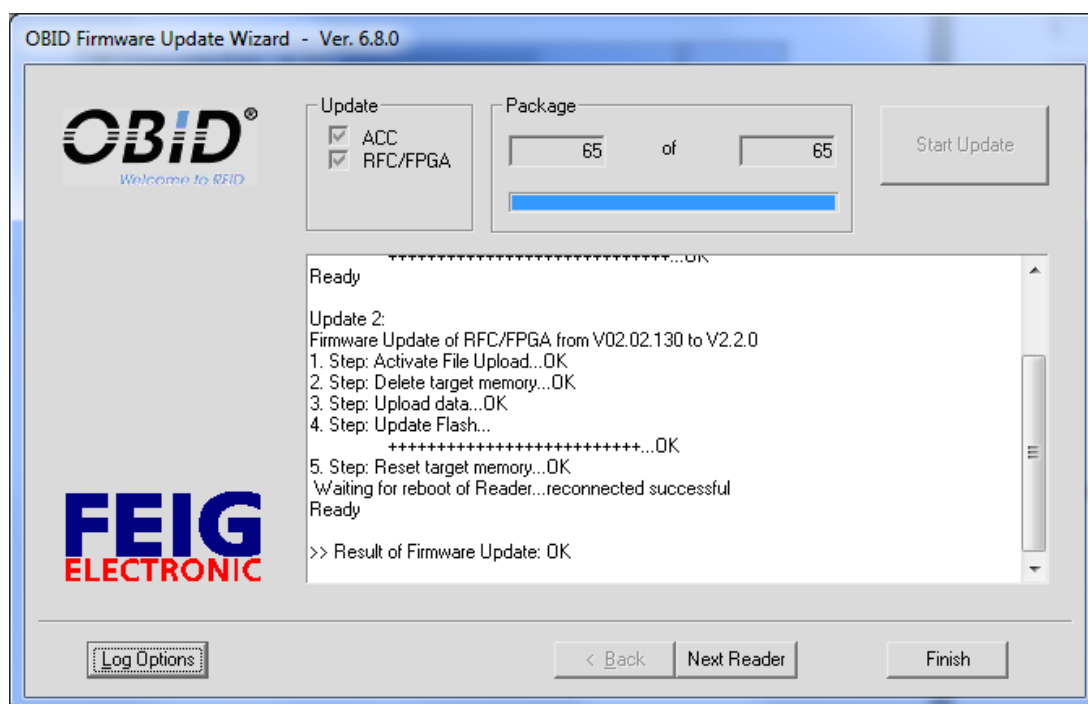 OBID Firmware Update Wizard - Ver. 6.8.0
OBID®
Welcome to RFID
Update
ACC
RFC/FPGA
Package
65 of 65
Start Update
++++++++++++++++++++++++++++++...OK
Ready
Update 2:
Firmware Update of RFC/FPGA from V02.02.130 to V2.2.0
1. Step: Activate File Upload...OK
2. Step: Delete target memory...OK
3. Step: Upload data...OK
4. Step: Update Flash...
++++++++++++++++++++++++++...OK
5. Step: Reset target memory...OK
Waiting for reboot of Reader...reconnected successful
Ready
>> Result of Firmware Update: OK
FEIG
ELECTRONIC
Log Options
< Back
Next Reader
Finish